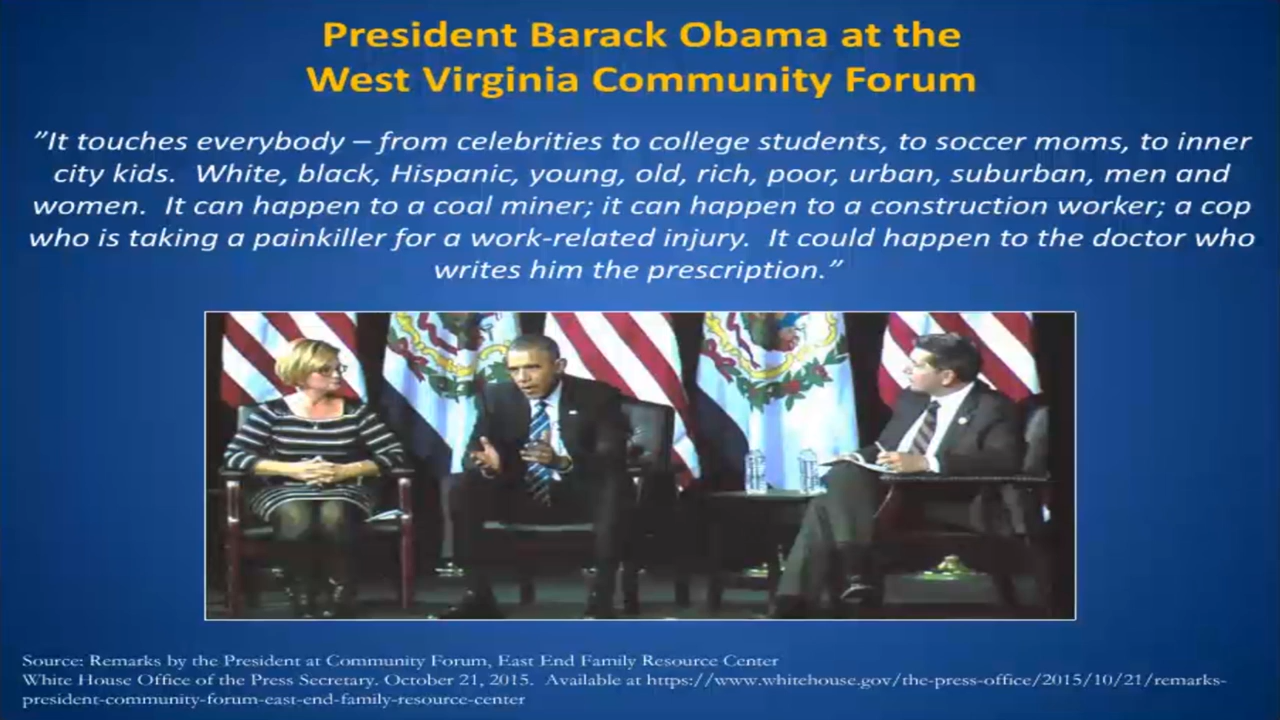 President Barack Obama at the
West Virginia Community Forum
”It touches everybody – from celebrities to college students, to soccer moms, to inner
city kids.  White, black, Hispanic, young, old, rich, poor, urban, suburban, men and
women.  It can happen to a coal miner; it can happen to a construction worker; a cop
who is taking a painkiller for a work-related injury.  It could happen to the doctor who
writes him the prescription.”
Source: Remarks by the President at Community Forum, East End Family Resource Center
White House Office of the Press Secretary. October 21, 2015.  Available at https://www.whitehouse.gov/the-press-office/2015/10/21/remarks-
president-community-forum-east-end-family-resource-center